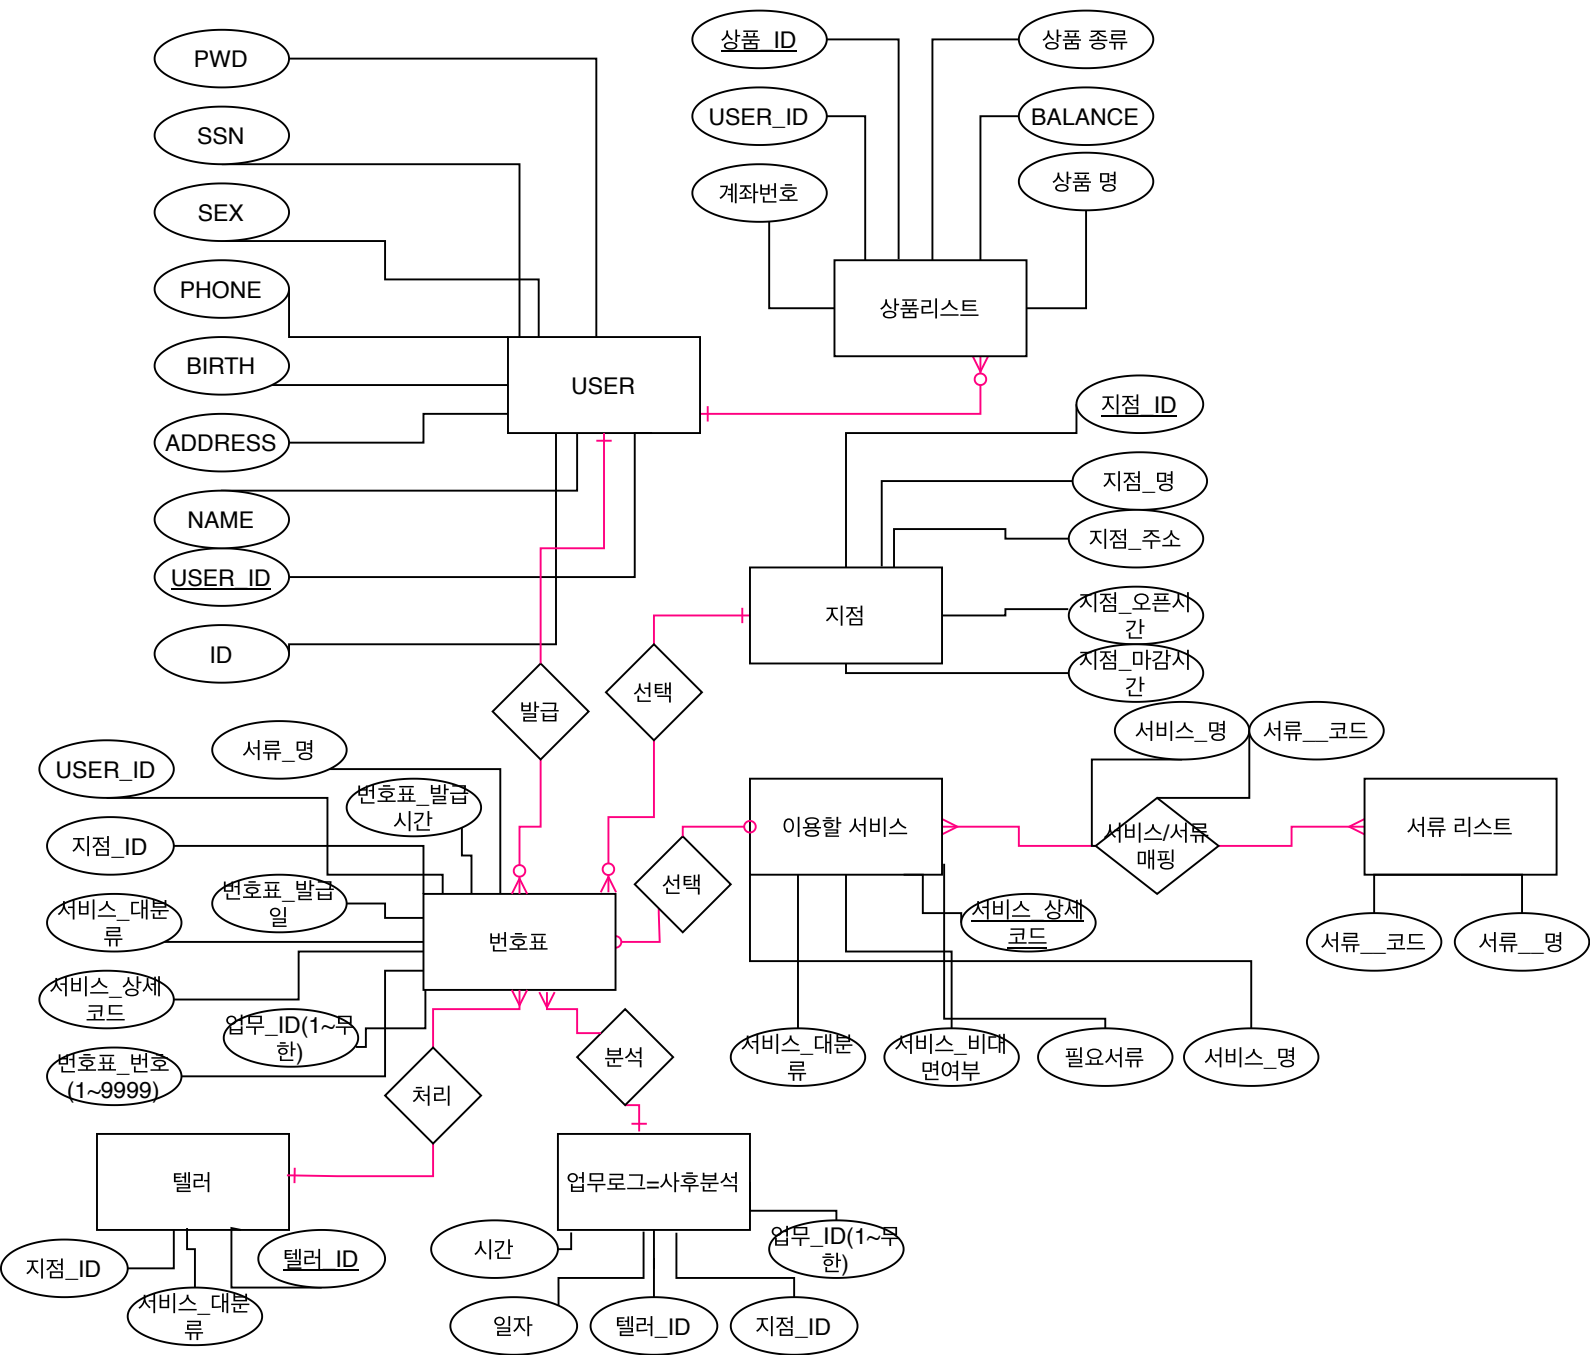 PWD
SSN
SEX
PHONE
BIRTH
ADDRESS
NAME
USER_ID
ID
USER
상품_ID
USER_ID
계좌번호
상품 종류
BALANCE
상품 명
상품리스트
지점_ID
지점_명
지점_주소
지점_오픈시
간
지점_마감시
간
지점
발급
선택
서류_명
USER_ID
번호표_발급
시간
지점_ID
번호표_발급
일
서비스_대분
류
서비스_상세
코드
업무_ID(1~무
한)
번호표_번호
(1~9999)
번호표
선택
이용할 서비스
서비스_명
서류__코드
서비스/서류
매핑
서류 리스트
서류__코드
서류__명
서비스_상세
코드
서비스_대분
류
서비스_비대
면여부
필요서류
서비스_명
처리
분석
텔러
지점_ID
서비스_대분
류
텔러_ID
업무로그=사후분석
시간
일자
텔러_ID
지점_ID
업무_ID(1~무
한)